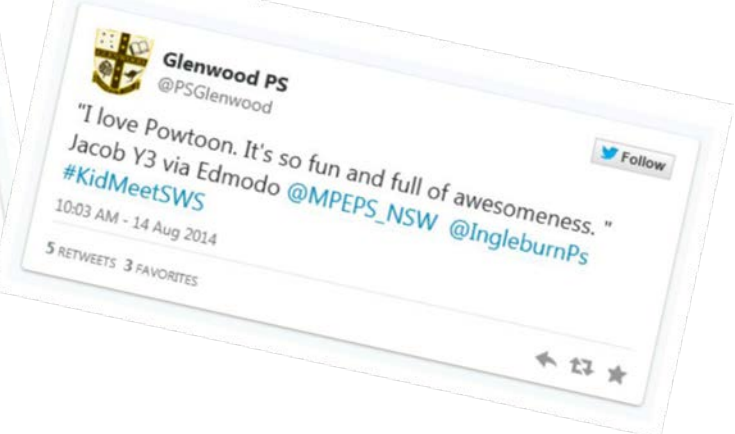 Glenwood PS
@PSGlenwood
Follow
"I love Powtoon. It's so fun and full of awesomeness. "
Jacob Y3 via Edmodo @MPEPS_NSW @IngleburnPs
#KidMeetSWS
10:03 AM - 14 Aug 2014
5 RETWEETS 3 FAVORITES